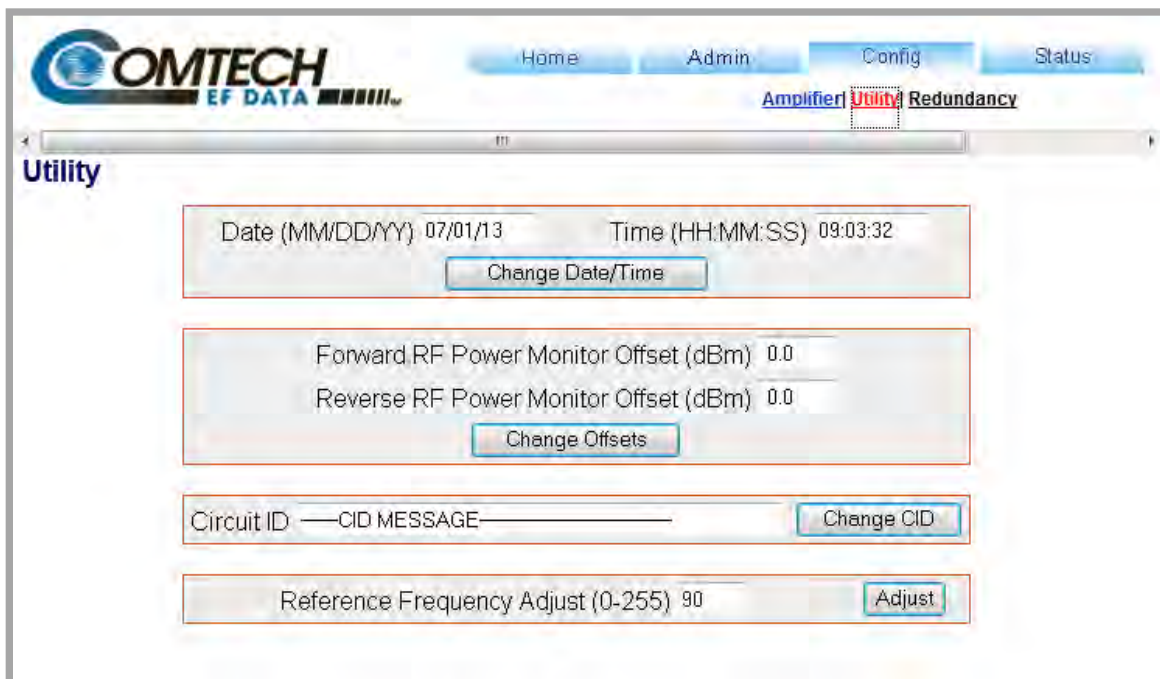 COMTECH
EF DATA
Home Admin Config Status
Amplifier| Utility| Redundancy
Utility
Date (MM/DD/YY) 07/01/13 Time (HH:MM:SS) 09:03:32
Change Date/Time
Forward RF Power Monitor Offset (dBm) 0.0
Reverse RF Power Monitor Offset (dBm) 0.0
Change Offsets
Circuit ID ——CID MESSAGE——————————— Change CID
Reference Frequency Adjust (0-255) 90 Adjust